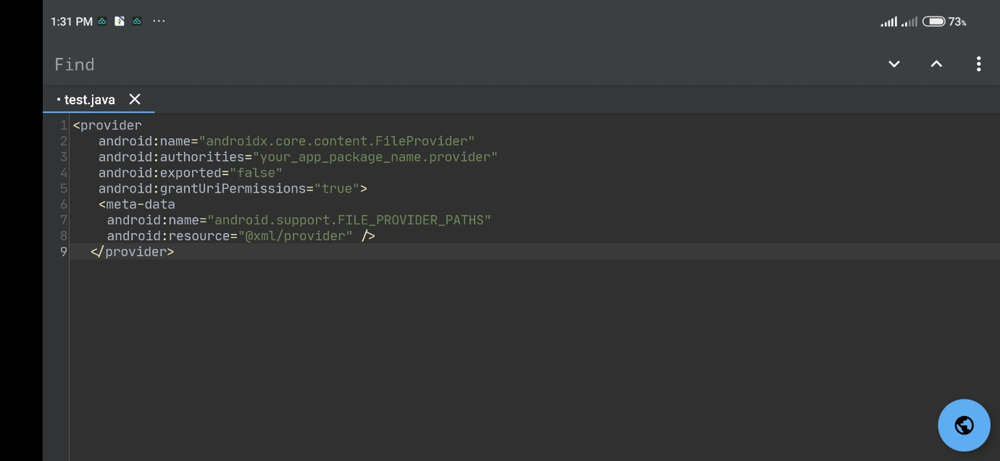 1:31 PM ... 73%
Find
• test.java
1 <provider
2 android:name="androidx.core.content.FileProvider"
3 android:authorities="your_app_package_name.provider"
4 android:exported="false"
5 android:grantUriPermissions="true">
6 <meta-data
7 android:name="android.support.FILE_PROVIDER_PATHS"
8 android:resource="@xml/provider" />
9 </provider>